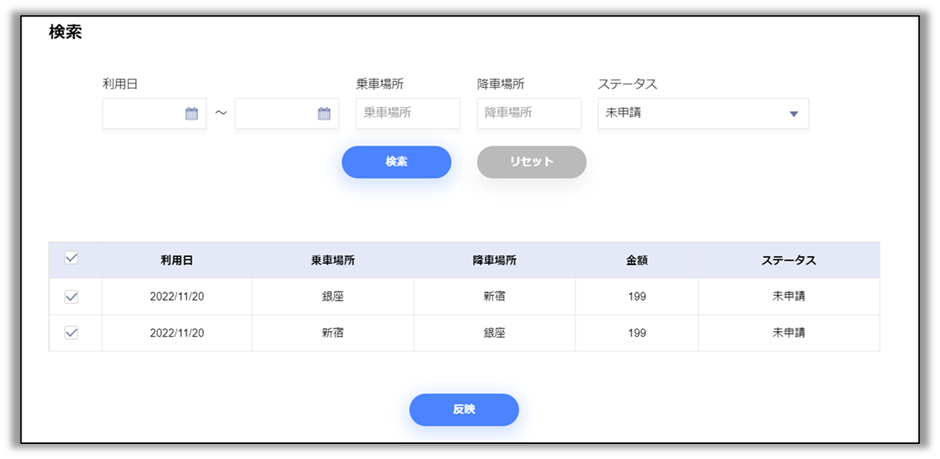 検索
利用日 乗車場所 降車場所 ステータス
～ 乗車場所 降車場所 未申請
検索 リセット
利用日 乗車場所 降車場所 金額 ステータス
2022/11/20 銀座 新宿 199 未申請
2022/11/20 新宿 銀座 199 未申請
反映